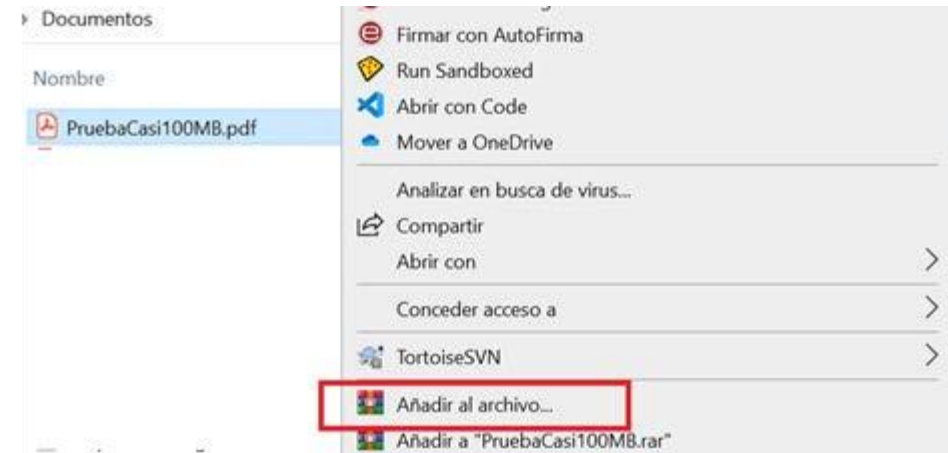 Documentos
Nombre
PruebaCasi100MB.pdf
Firmar con AutoFirma
Run Sandboxed
Abrir con Code
Mover a OneDrive
Analizar en busca de virus...
Compartir
Abrir con
Conceder acceso a
TortoiseSVN
Añadir al archivo...
Añadir a "PruebaCasi100MB.rar"